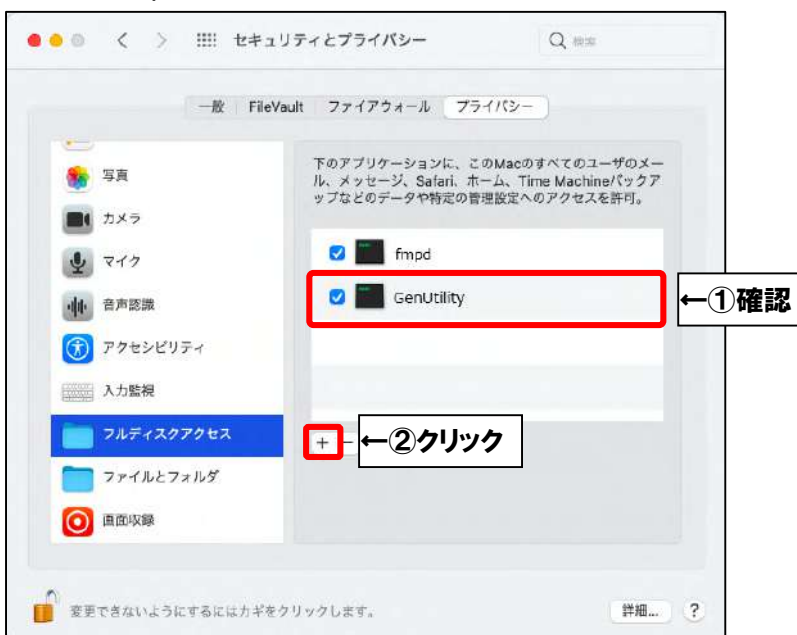 セキュリティとプライバシー
検索
一般 FileVault ファイアウォール プライバシー
下のアプリケーションに、このMacのすべてのユーザのメー
ル、メッセージ、Safari、ホーム、Time Machineバックア
ップなどのデータや特定の管理設定へのアクセスを許可。
写真
カメラ
マイク
音声認識
アクセシビリティ
入力監視
フルディスクアクセス
ファイルとフォルダ
画面収録
fmpd
GenUtility
←①確認
+ −
←②クリック
変更できないようにするにはカギをクリックします。
詳細... ?